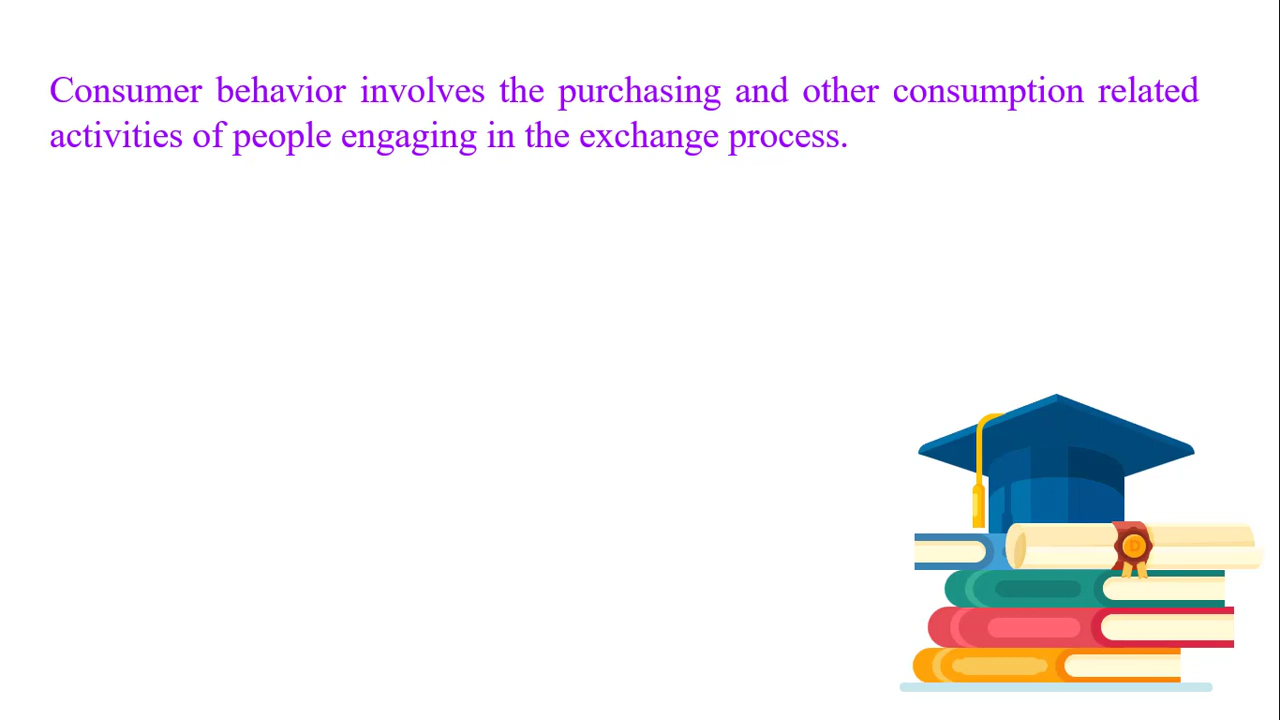 Consumer behavior involves the purchasing and other consumption related
activities of people engaging in the exchange process.
D